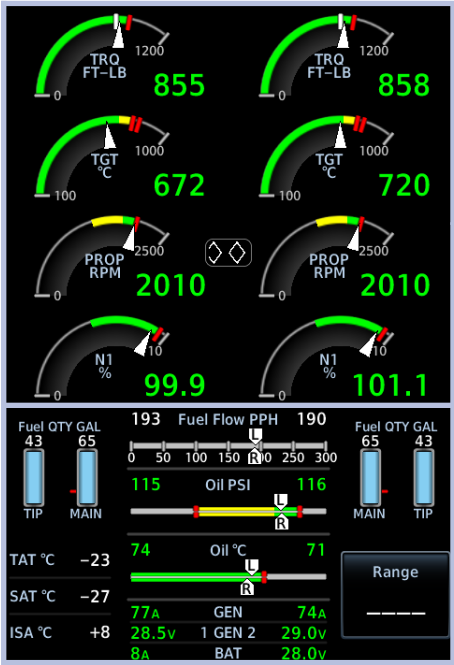 1200 1200
TRQ TRQ
FT-LB FT-LB
0 855 0 858
TGT 1000 TGT 1000
°C °C
100 672 100 720
PROP 2500 PROP 2500
RPM RPM
0 2010 0 2010
N1 10 N1 10
% %
0 99.9 0 101.1
Fuel QTY GAL 193 Fuel Flow PPH 190 Fuel QTY GAL
43 65 L 65 43
0 50 100 150 200 250 300
R
TIP MAIN 115 Oil PSI 116 MAIN TIP
L
R
74 Oil °C 71
TAT °C -23 L Range
SAT °C -27 R ----
77A GEN 74A
ISA °C +8 28.5V 1 GEN 2 29.0V
8A BAT 28.0V